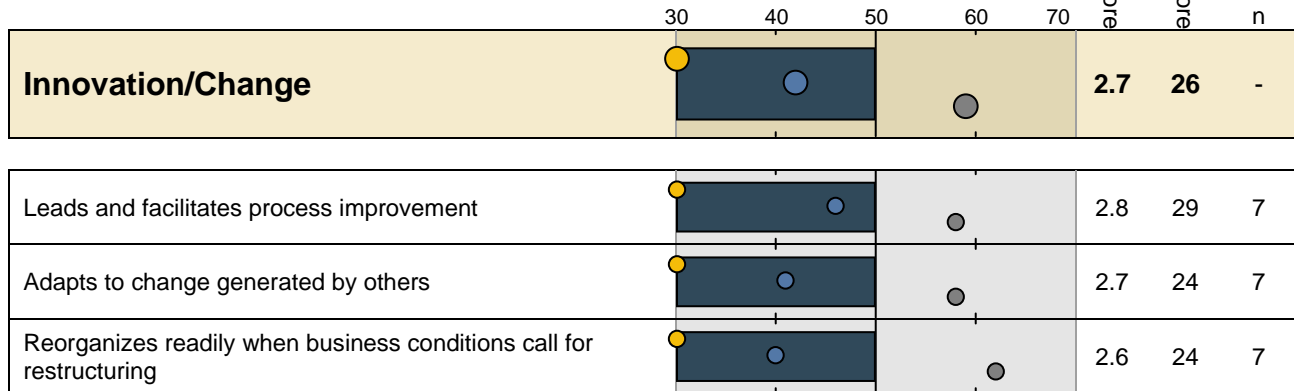 30 40 50 60 70 ore ore n
Innovation/Change 2.7 26 -
Leads and facilitates process improvement 2.8 29 7
Adapts to change generated by others 2.7 24 7
Reorganizes readily when business conditions call for
restructuring 2.6 24 7